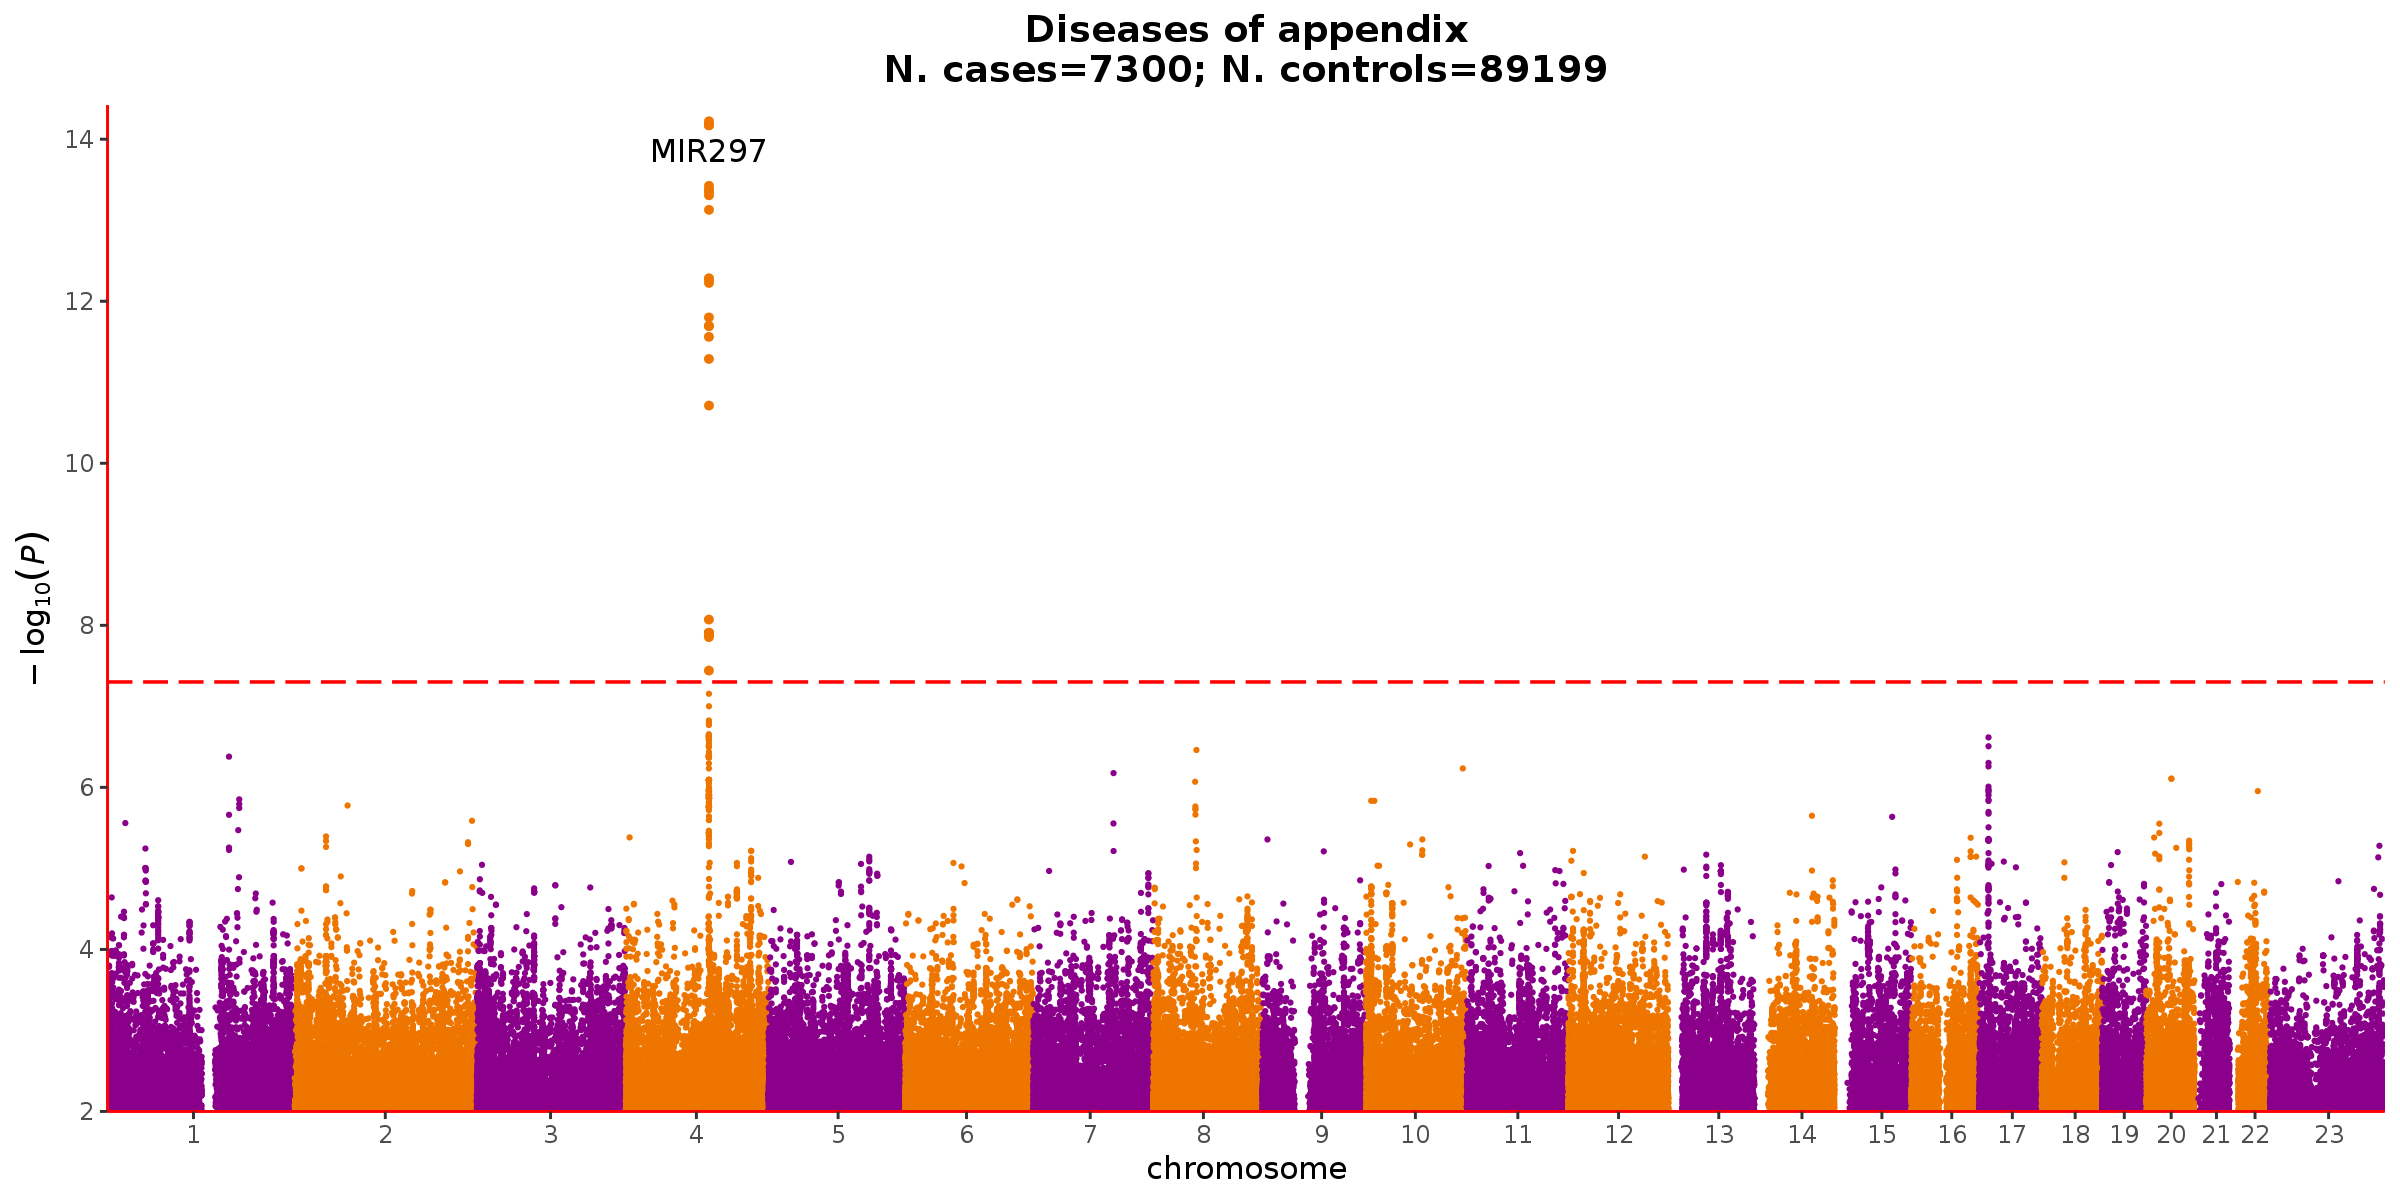 Diseases of appendix
N. cases=7300; N. controls=89199
MIR297
14
12
10
8
6
4
2
−log10(P)
1 2 3 4 5 6 7 8 9 10 11 12 13 14 15 16 17 18 19 20 21 22 23
chromosome